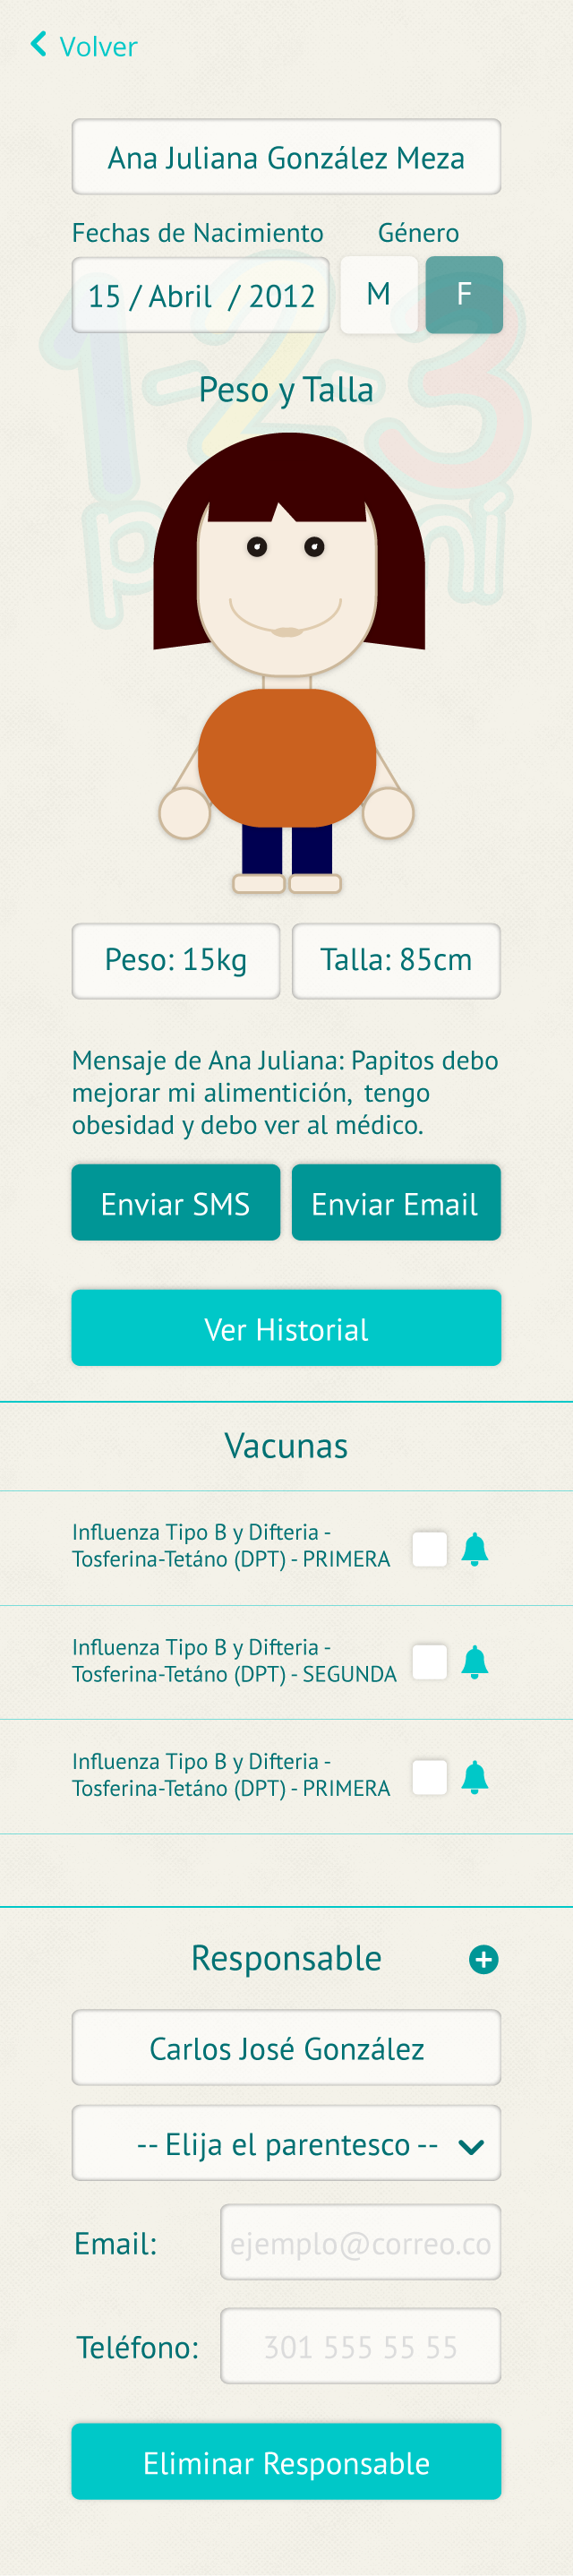 Volver
Ana Juliana González Meza
Fechas de Nacimiento Género
15 / Abril / 2012 M F
1-2-3
Peso y Talla
Peso: 15kg Talla: 85cm
Mensaje de Ana Juliana: Papitos debo
mejorar mi alimentición, tengo
obesidad y debo ver al médico.
Enviar SMS Enviar Email
Ver Historial
Vacunas
Influenza Tipo B y Difteria -
Tosferina-Tetáno (DPT) - PRIMERA
Influenza Tipo B y Difteria -
Tosferina-Tetáno (DPT) - SEGUNDA
Influenza Tipo B y Difteria -
Tosferina-Tetáno (DPT) - PRIMERA
Responsable
Carlos José González
-- Elija el parentesco --
Email: ejemplo@correo.co
Teléfono: 301 555 55 55
Eliminar Responsable